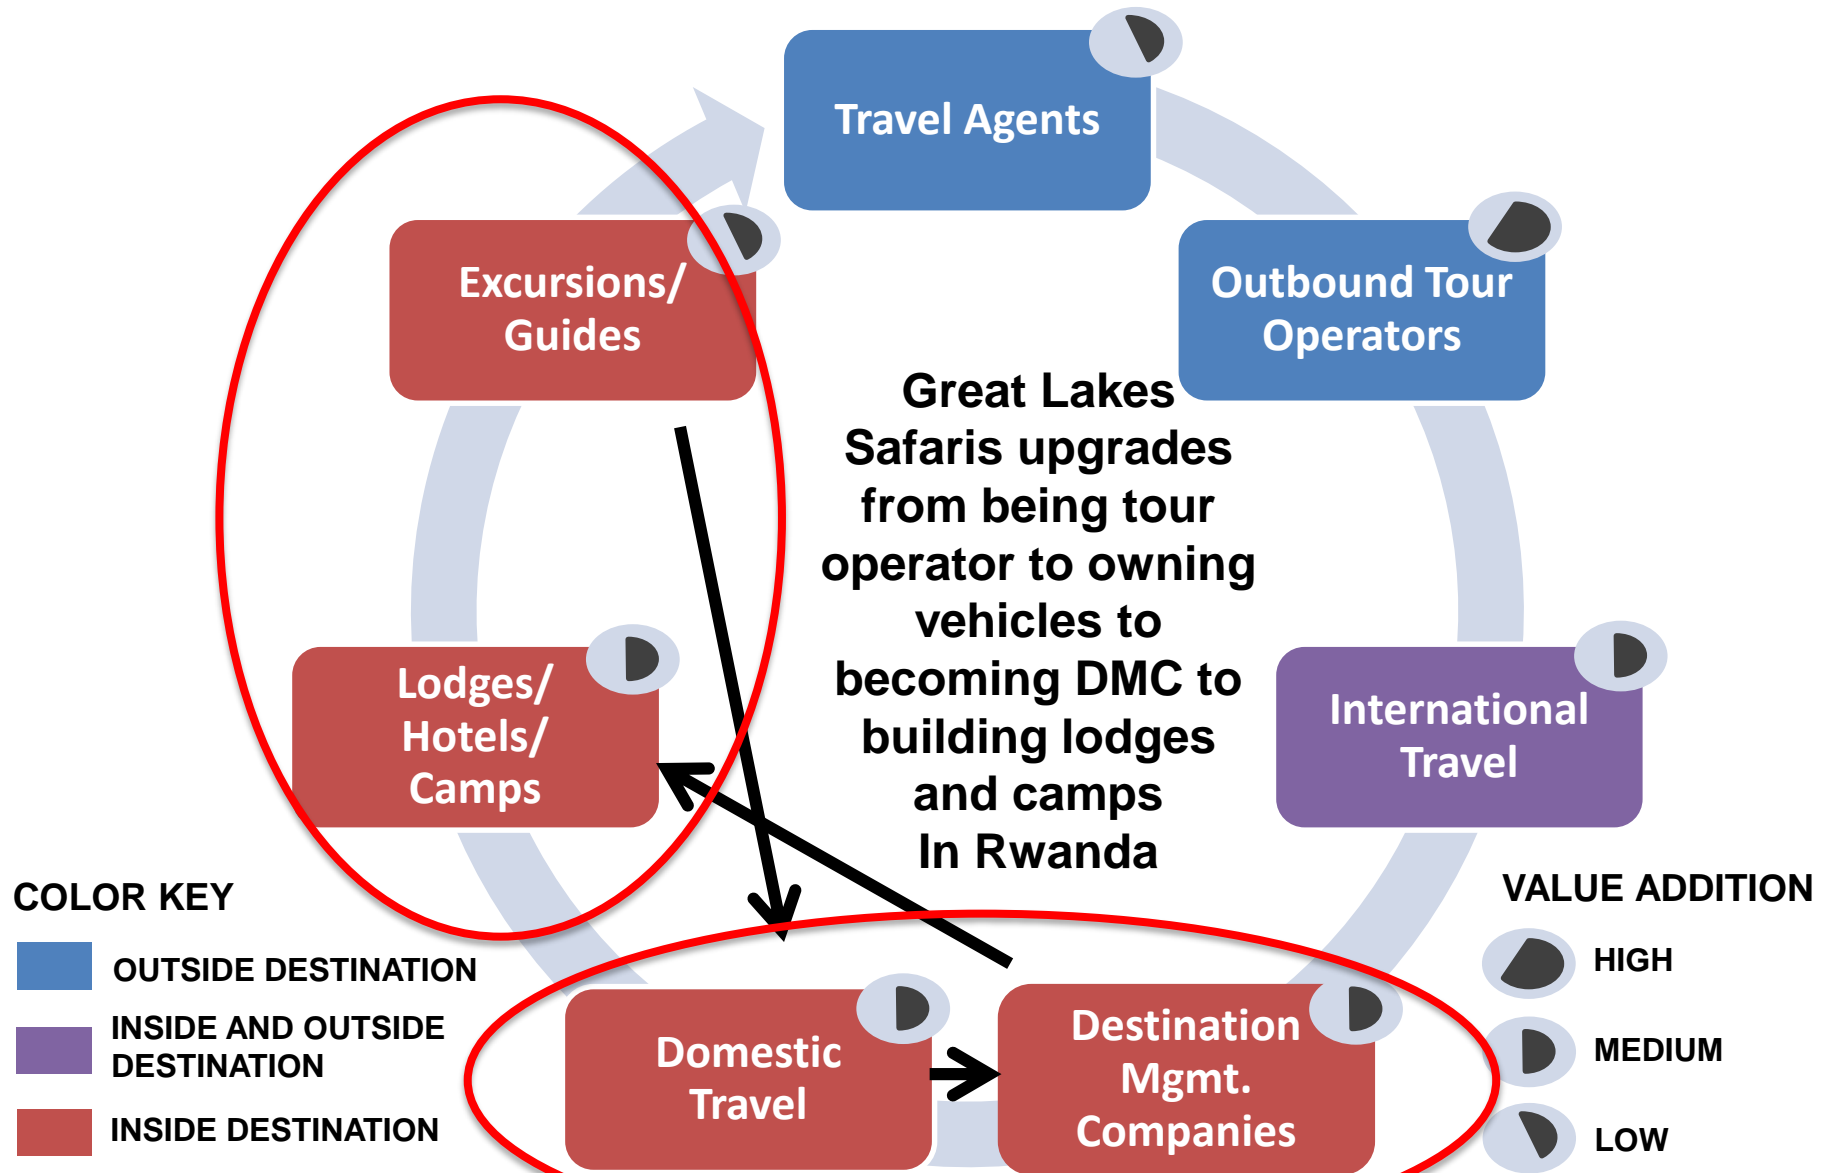 Travel Agents
Outbound Tour
Operators
International
Travel
Destination
Mgmt.
Companies
Domestic
Travel
Lodges/
Hotels/
Camps
Excursions/
Guides
Great Lakes
Safaris upgrades
from being tour
operator to owning
vehicles to
becoming DMC to
building lodges
and camps
In Rwanda
COLOR KEY
OUTSIDE DESTINATION
INSIDE AND OUTSIDE
DESTINATION
INSIDE DESTINATION
VALUE ADDITION
HIGH
MEDIUM
LOW